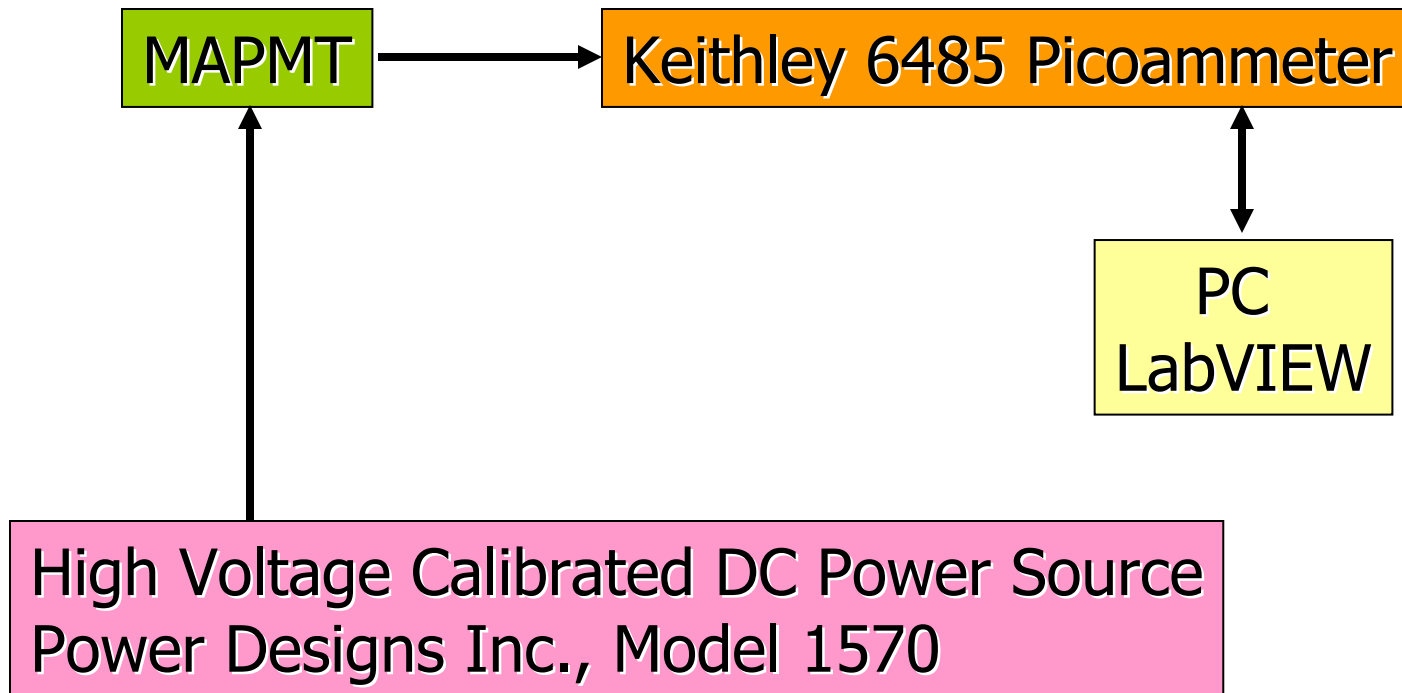 MAPMT
Keithley 6485 Picoammeter
PC
LabVIEW
High Voltage Calibrated DC Power Source
Power Designs Inc., Model 1570